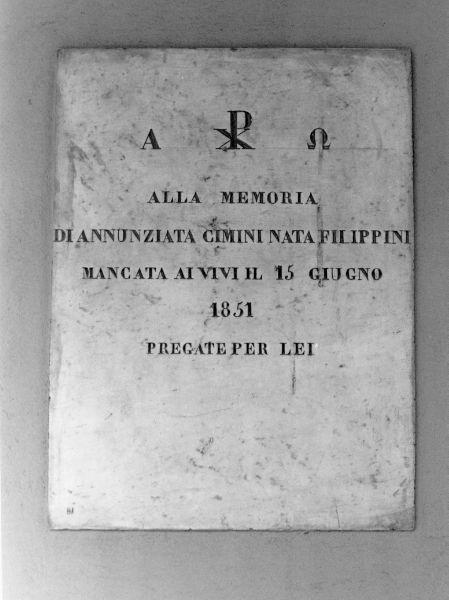 Α ☧ Ω
ALLA MEMORIA
DI ANNUNZIATA CIMINI NATA FILIPPINI
MANCATA AI VIVI IL 15 GIUGNO
1851
PREGATE PER LEI